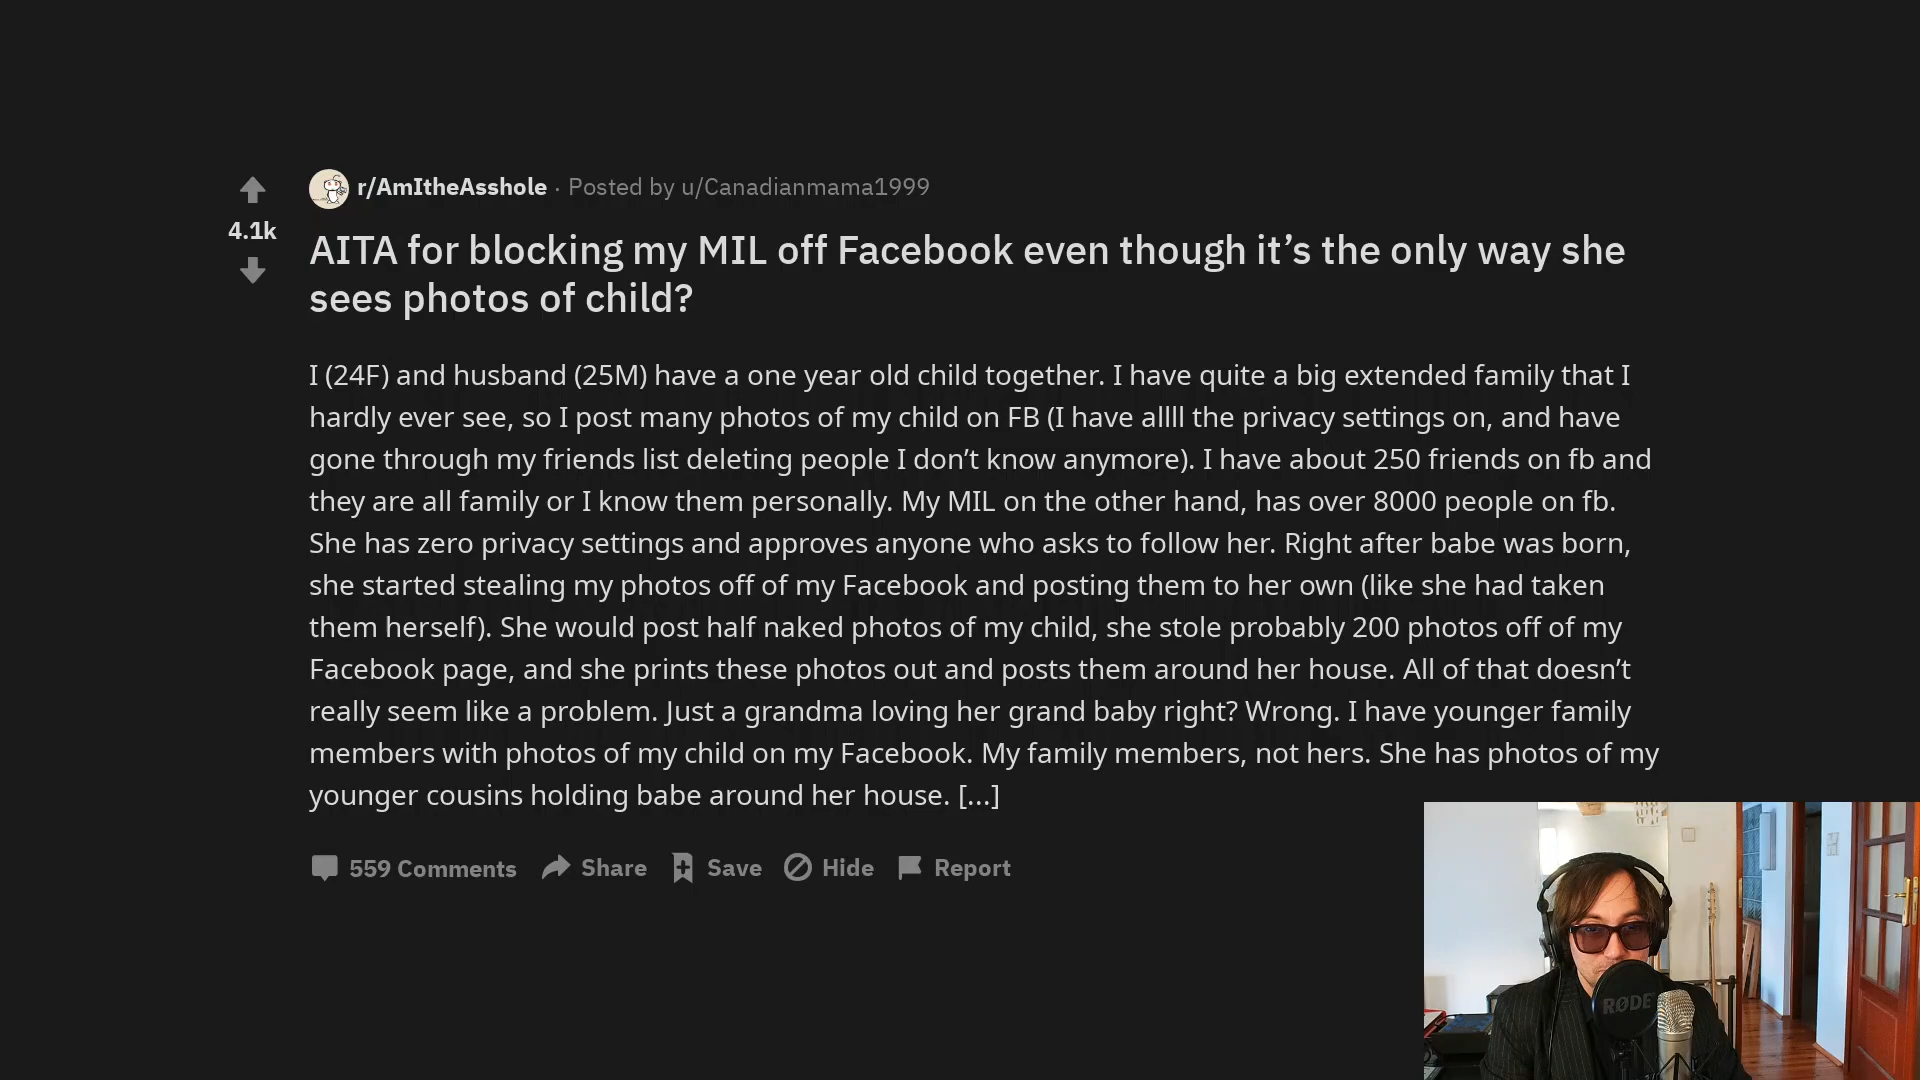 r/AmItheAsshole · Posted by u/Canadianmama1999
4.1k
AITA for blocking my MIL off Facebook even though it’s the only way she
sees photos of child?
I (24F) and husband (25M) have a one year old child together. I have quite a big extended family that I
hardly ever see, so I post many photos of my child on FB (I have allll the privacy settings on, and have
gone through my friends list deleting people I don’t know anymore). I have about 250 friends on fb and
they are all family or I know them personally. My MIL on the other hand, has over 8000 people on fb.
She has zero privacy settings and approves anyone who asks to follow her. Right after babe was born,
she started stealing my photos off of my Facebook and posting them to her own (like she had taken
them herself). She would post half naked photos of my child, she stole probably 200 photos off of my
Facebook page, and she prints these photos out and posts them around her house. All of that doesn’t
really seem like a problem. Just a grandma loving her grand baby right? Wrong. I have younger family
members with photos of my child on my Facebook. My family members, not hers. She has photos of my
younger cousins holding babe around her house. [...]
559 Comments Share Save Hide Report
RØDE